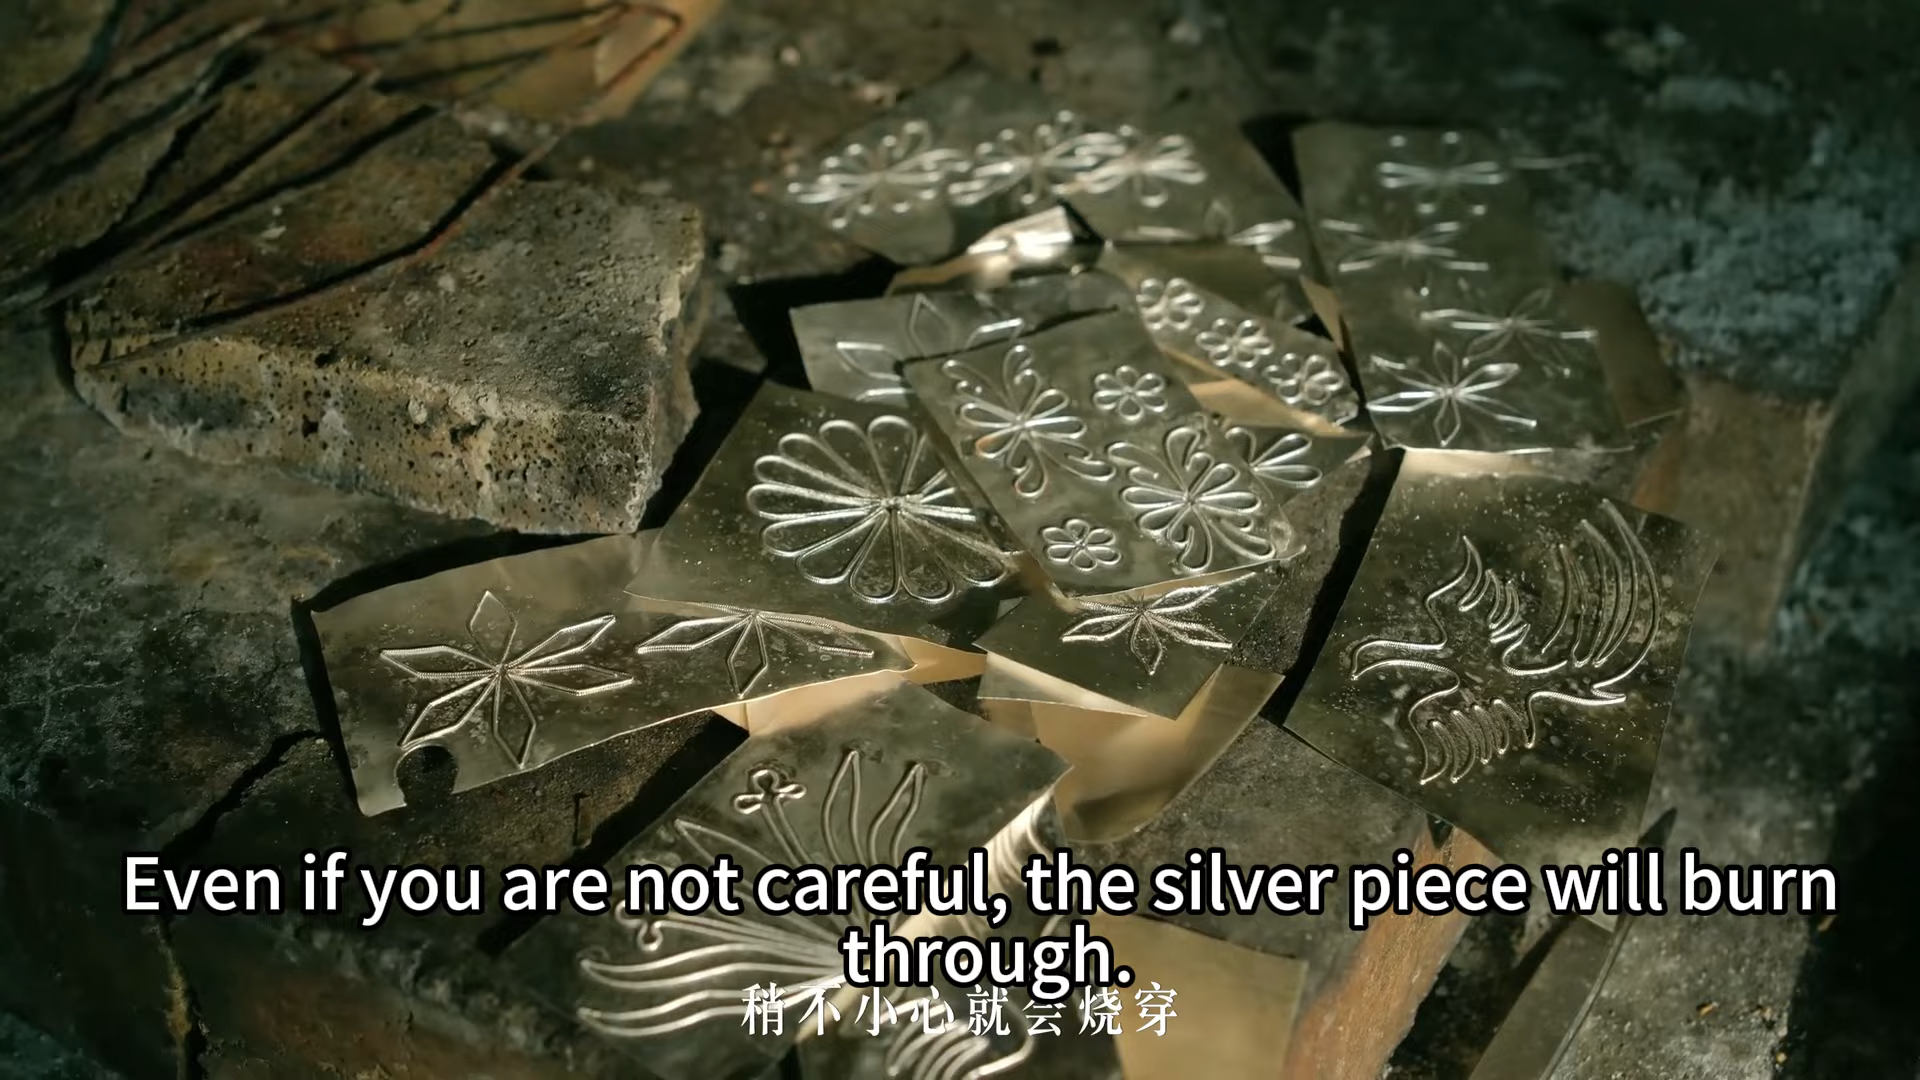 Even if you are not careful, the silver piece will burn
through.
稍不小心就会烧穿